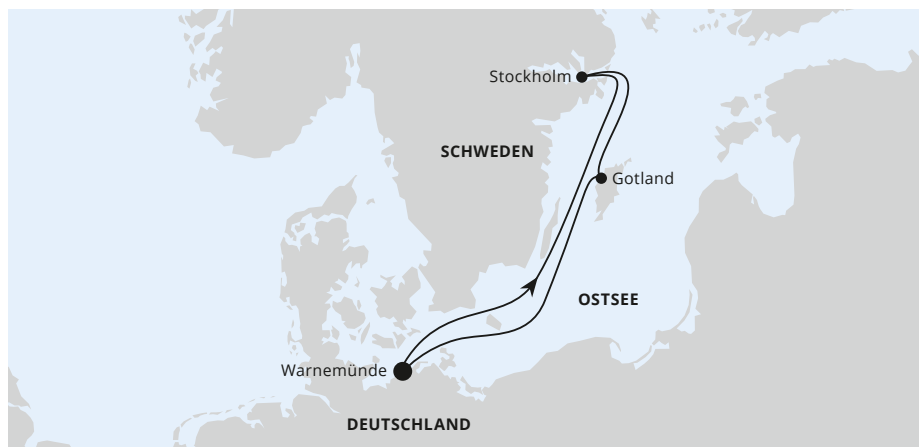 Stockholm
SCHWEDEN
Gotland
OSTSEE
Warnemünde
DEUTSCHLAND